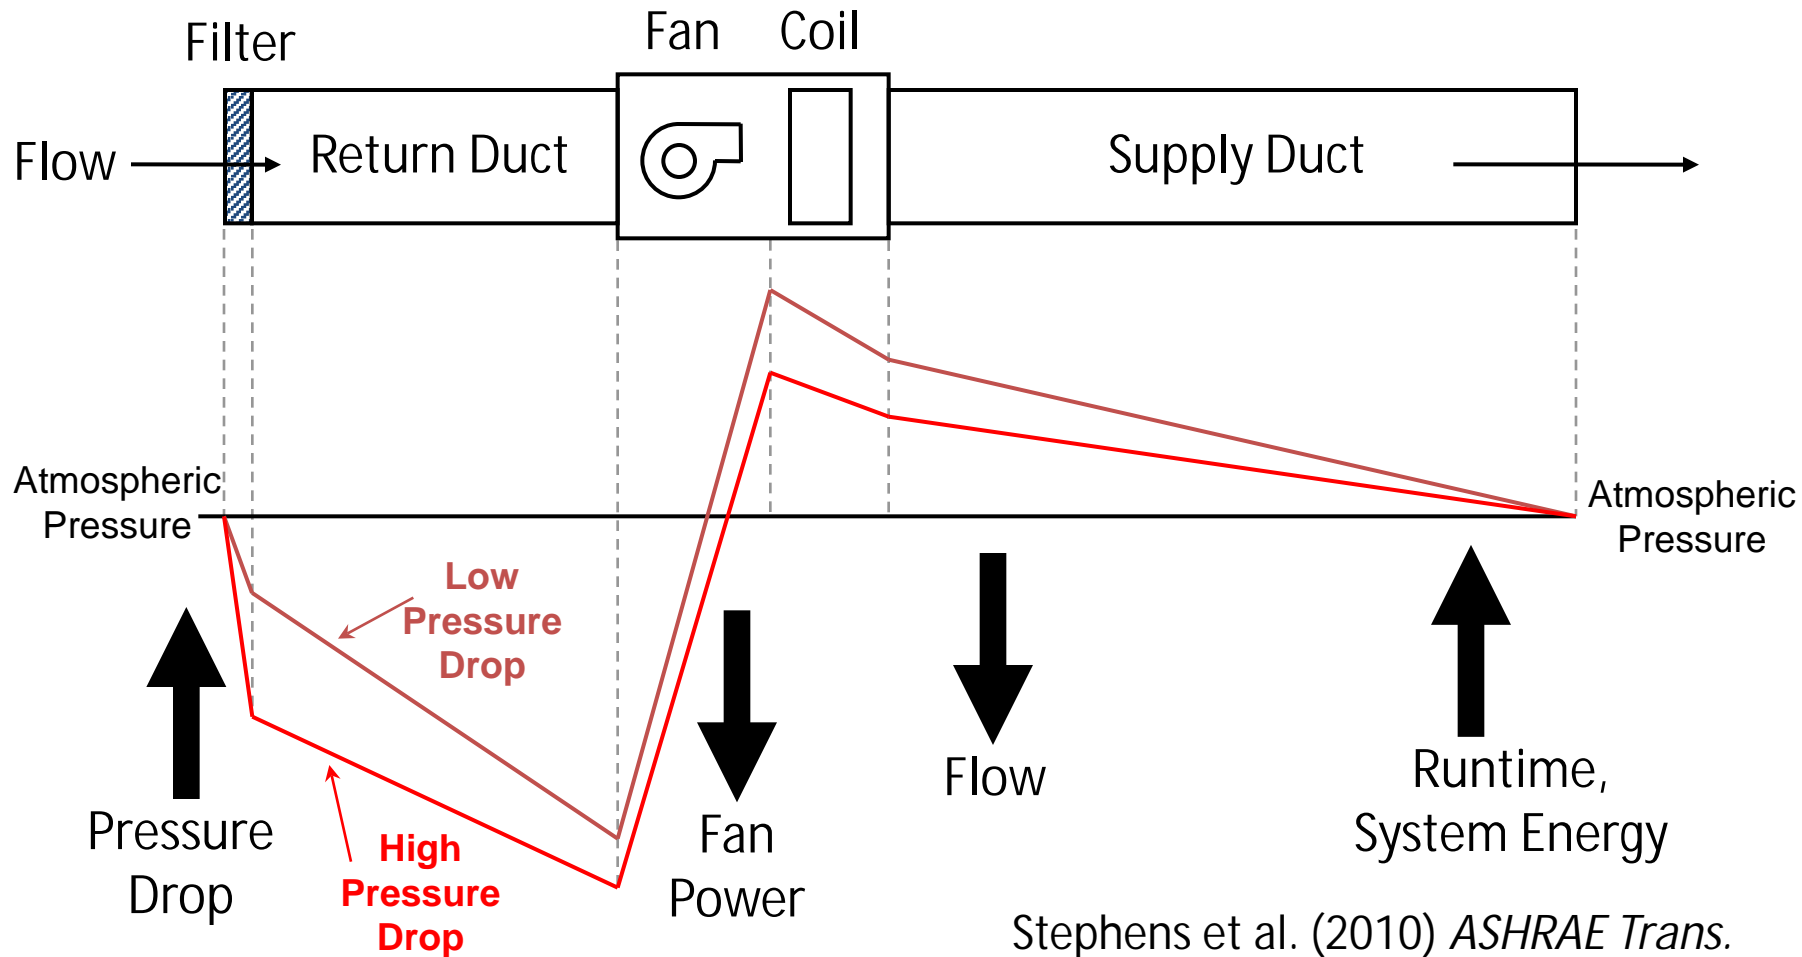 Filter
Fan
Coil
Flow
Return Duct
Supply Duct
Atmospheric
Pressure
Atmospheric
Pressure
Low
Pressure
Drop
High
Pressure
Drop
Pressure
Drop
Fan
Power
Flow
Runtime,
System Energy
Stephens et al. (2010) ASHRAE Trans.